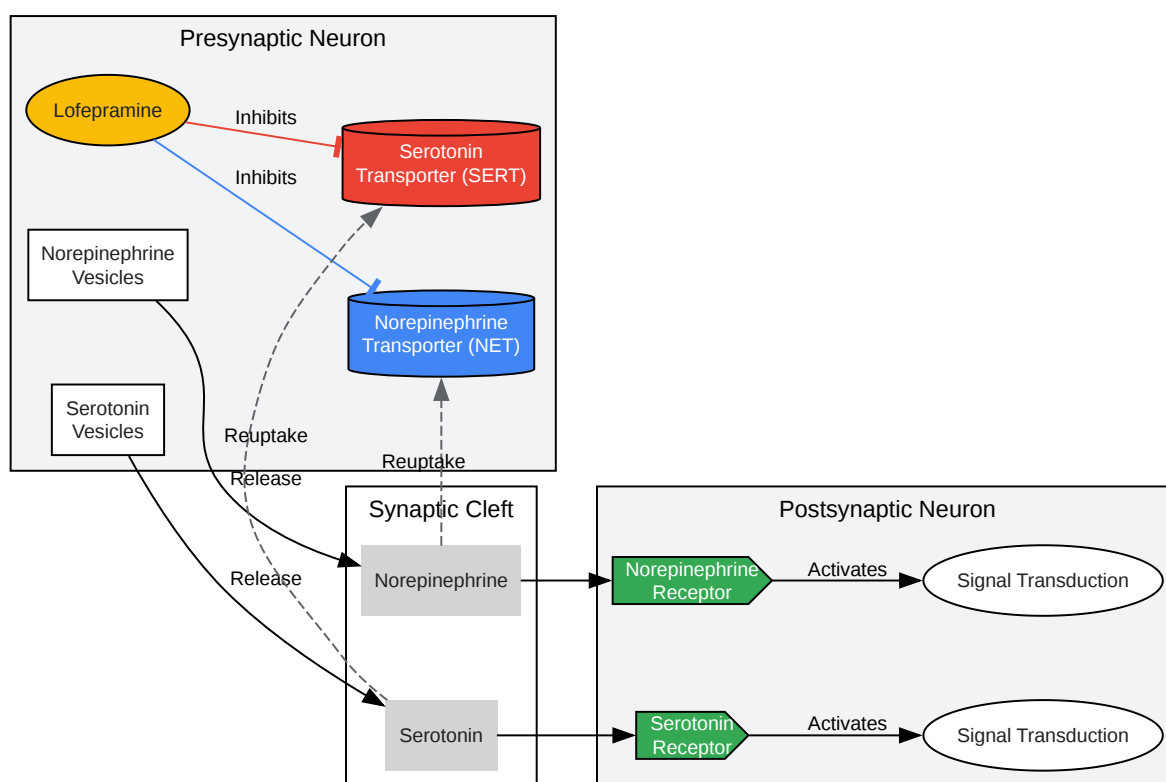 Presynaptic Neuron
Lofepramine
Inhibits
Serotonin
Transporter (SERT)
Inhibits
Norepinephrine
Vesicles
Norepinephrine
Transporter (NET)
Serotonin
Vesicles
Reuptake
Reuptake
Release
Synaptic Cleft
Postsynaptic Neuron
Release
Norepinephrine
Norepinephrine
Receptor
Activates
Signal Transduction
Serotonin
Serotonin
Receptor
Activates
Signal Transduction